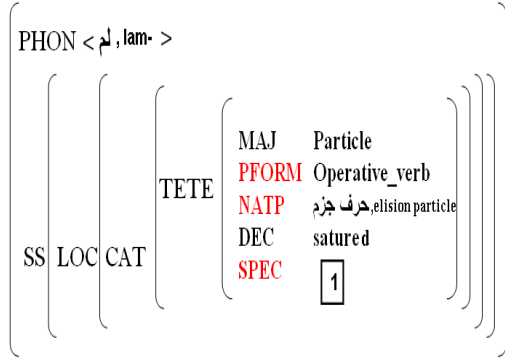 PHON < لم , lam- >
MAJ Particle
PFORM Operative_verb
TETE
NATP حرف جزم,elision particle
DEC satured
SS LOC CAT
SPEC 1